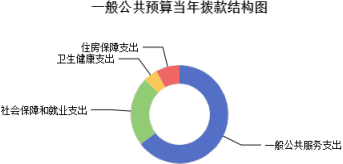 一般公共预算当年拨款结构图
住房保障支出
卫生健康支出
社会保障和就业支出
一般公共服务支出